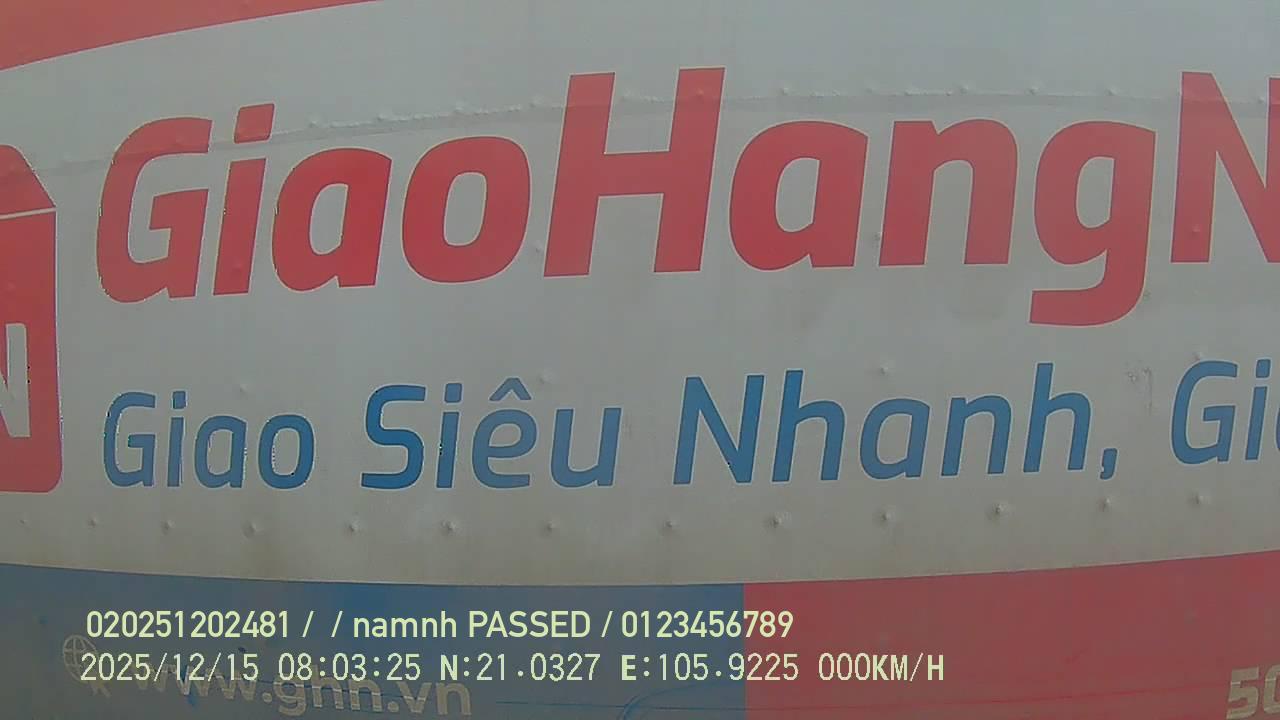 GiaoHangN
N
Giao Siêu Nhanh, Gi
020251202481 / / namnh PASSED / 0123456789
2025/12/15 08:03:25 N:21.0327 E:105.9225 000KM/H
www.ghn.vn
50